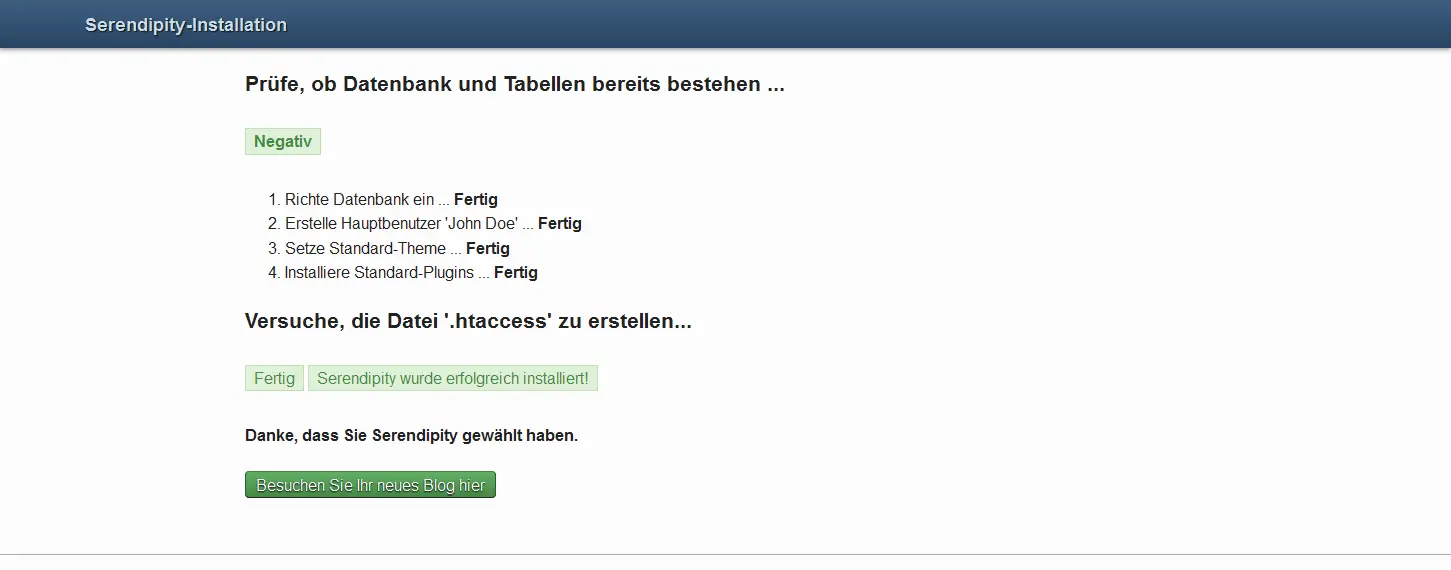 Serendipity-Installation
Prüfe, ob Datenbank und Tabellen bereits bestehen ...
Negativ
1. Richte Datenbank ein ... Fertig
2. Erstelle Hauptbenutzer 'John Doe' ... Fertig
3. Setze Standard-Theme ... Fertig
4. Installiere Standard-Plugins ... Fertig
Versuche, die Datei '.htaccess' zu erstellen...
Fertig Serendipity wurde erfolgreich installiert!
Danke, dass Sie Serendipity gewählt haben.
Besuchen Sie Ihr neues Blog hier